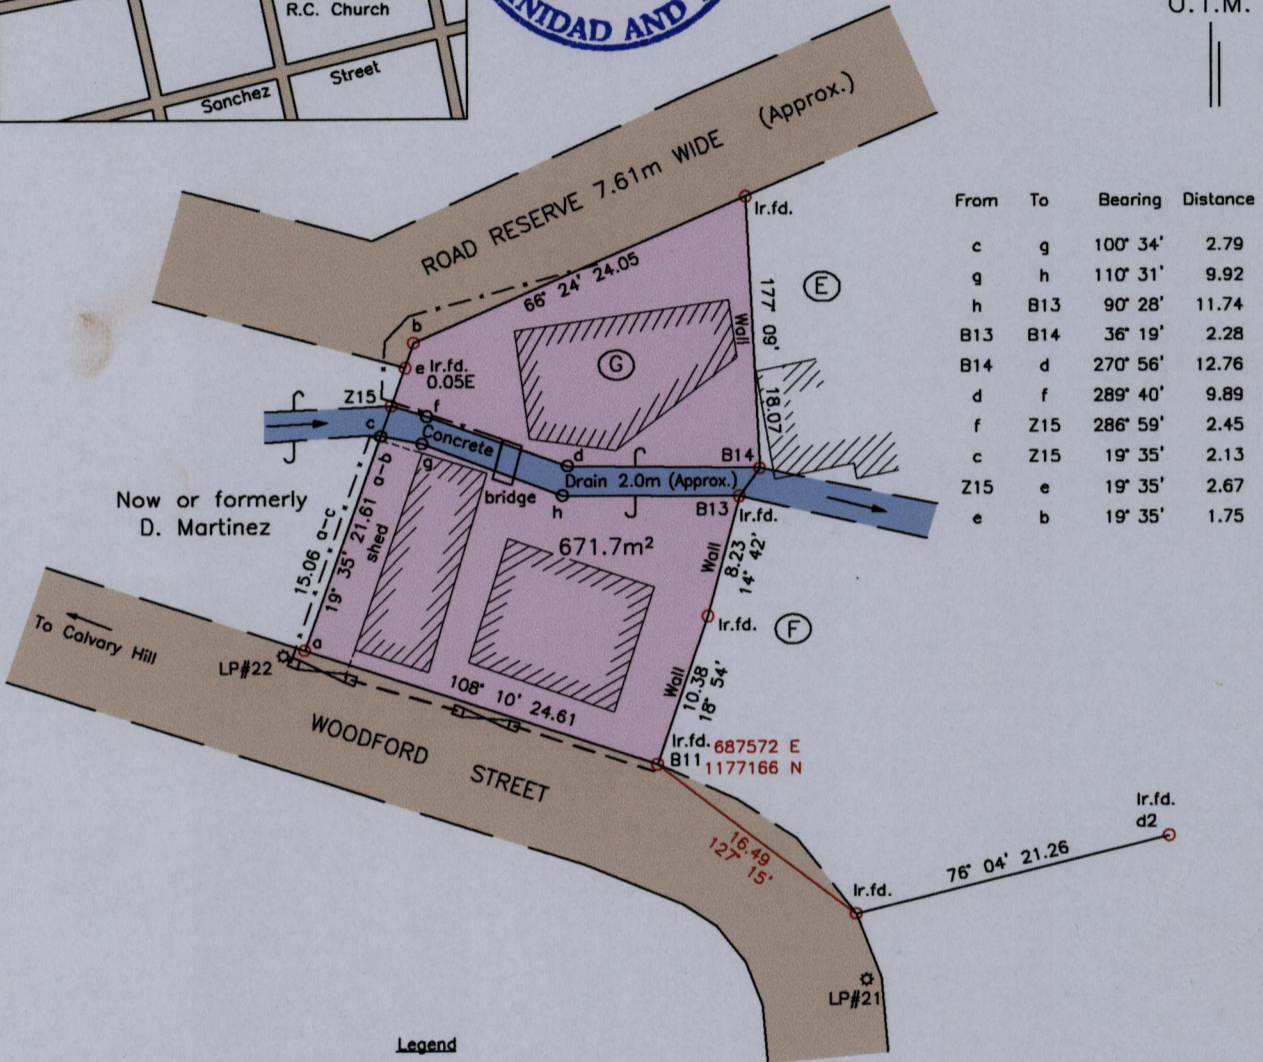 R.C. Church
Sanchez Street
NIDAD AND
U.T.M.
ROAD RESERVE 7.61m WIDE (Approx.)
Ir.fd.
66° 24' 24.05
177° 09'
Wall
18.07
E
G
b
e Ir.fd.
0.05E
Z15
f
c
Concrete
g
bridge
d
h
Drain 2.0m (Approx.)
B14
B13
Ir.fd.
Now or formerly
D. Martinez
15.06 a-c
19° 35' 21.61 a-b
shed
671.7m²
Wall
8.23
14° 42'
Ir.fd.
F
Wall
10.38
18° 54'
To Calvary Hill
LP#22
a
108° 10' 24.61
WOODFORD STREET
Ir.fd.
B11
687572 E
1177166 N
16.49
127° 15'
Ir.fd.
76° 04' 21.26
Ir.fd.
d2
LP#21
Legend
From To Bearing Distance
c g 100° 34' 2.79
g h 110° 31' 9.92
h B13 90° 28' 11.74
B13 B14 36° 19' 2.28
B14 d 270° 56' 12.76
d f 289° 40' 9.89
f Z15 286° 59' 2.45
c Z15 19° 35' 2.13
Z15 e 19° 35' 2.67
e b 19° 35' 1.75